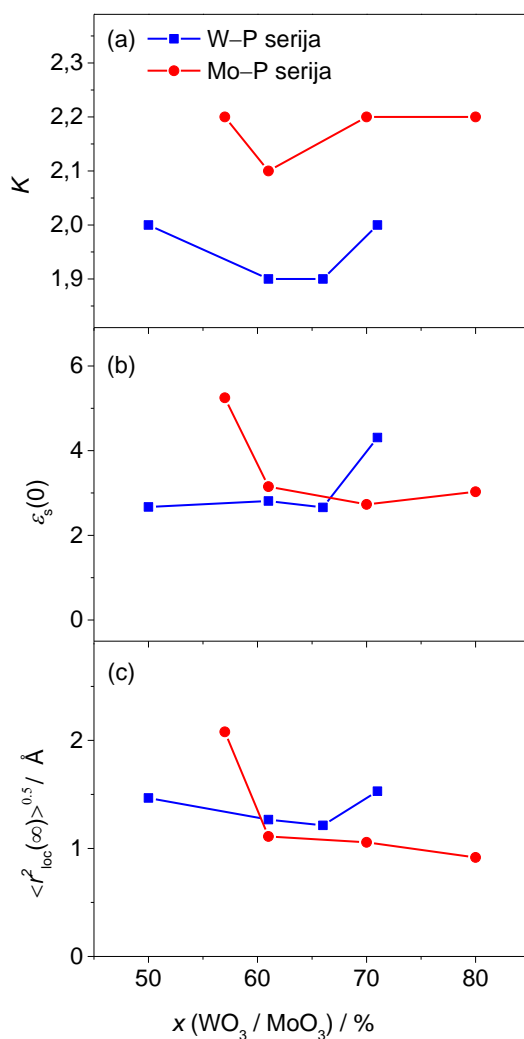 (a)
W–P serija
Mo–P serija
2,3
2,2
2,1
2,0
1,9
K
(b)
6
4
2
0
εs(0)
(c)
2
1
0
<r²loc(∞)>^0.5 / Å
50 60 70 80
x (WO₃ / MoO₃) / %